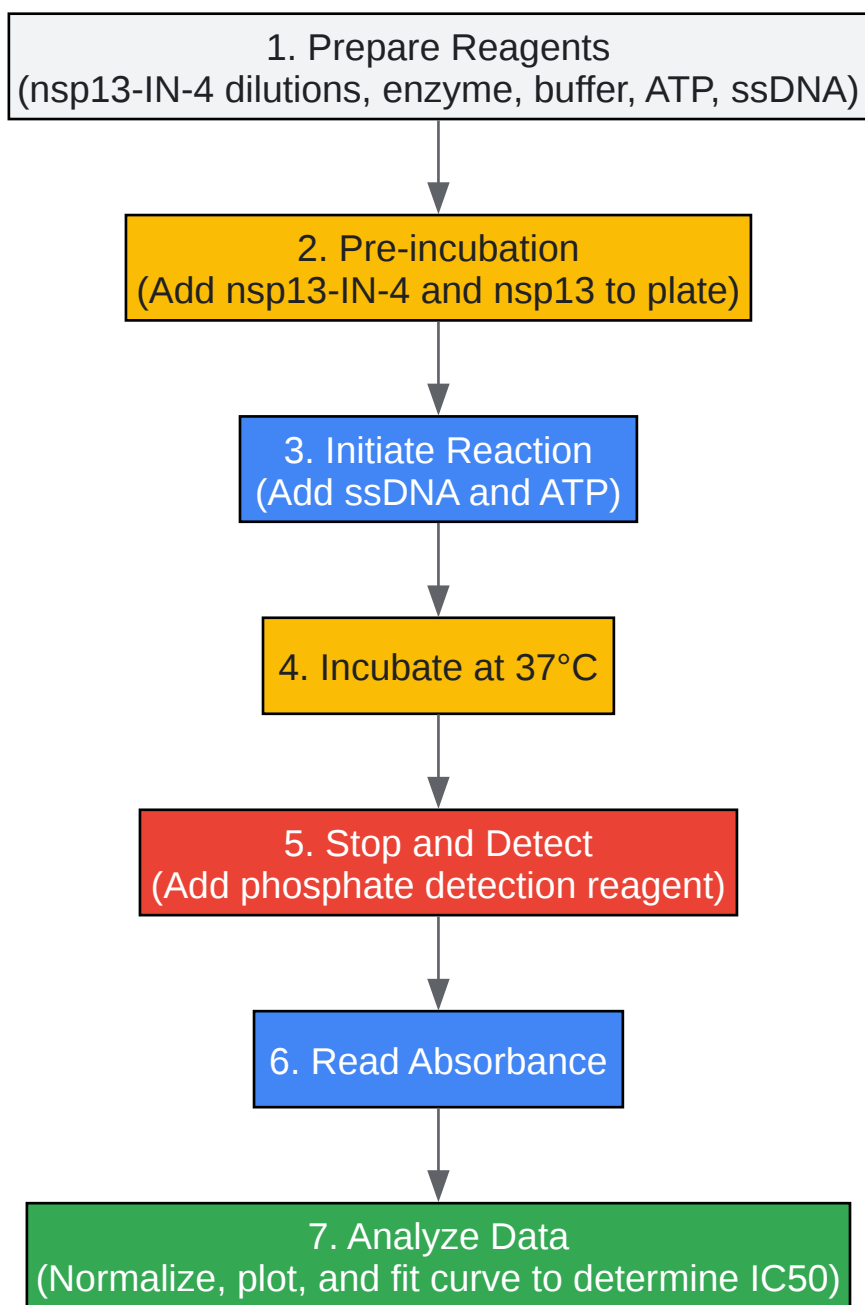 1. Prepare Reagents
(nsp13-IN-4 dilutions, enzyme, buffer, ATP, ssDNA)
2. Pre-incubation
(Add nsp13-IN-4 and nsp13 to plate)
3. Initiate Reaction
(Add ssDNA and ATP)
4. Incubate at 37°C
5. Stop and Detect
(Add phosphate detection reagent)
6. Read Absorbance
7. Analyze Data
(Normalize, plot, and fit curve to determine IC50)